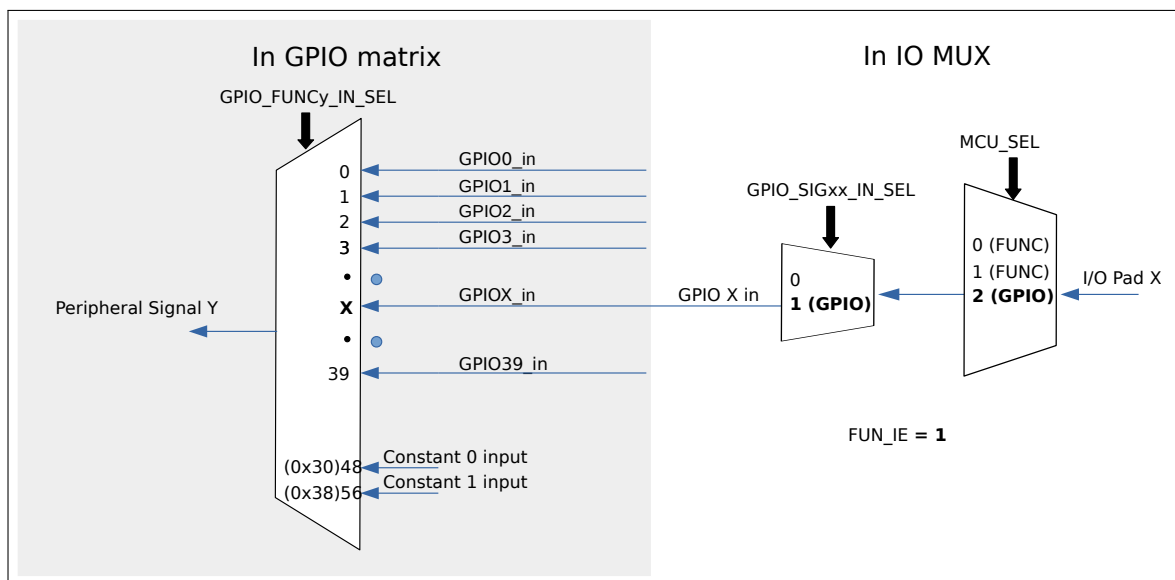 In GPIO matrix
In IO MUX
GPIO_FUNCy_IN_SEL
MCU_SEL
GPIO_SIGxx_IN_SEL
0
GPIO0_in
1
GPIO1_in
2
GPIO2_in
3
GPIO3_in
X
GPIOX_in
GPIO X in
0
1 (GPIO)
0 (FUNC)
1 (FUNC)
2 (GPIO)
I/O Pad X
Peripheral Signal Y
39
GPIO39_in
FUN_IE = 1
(0x30)48
Constant 0 input
(0x38)56
Constant 1 input